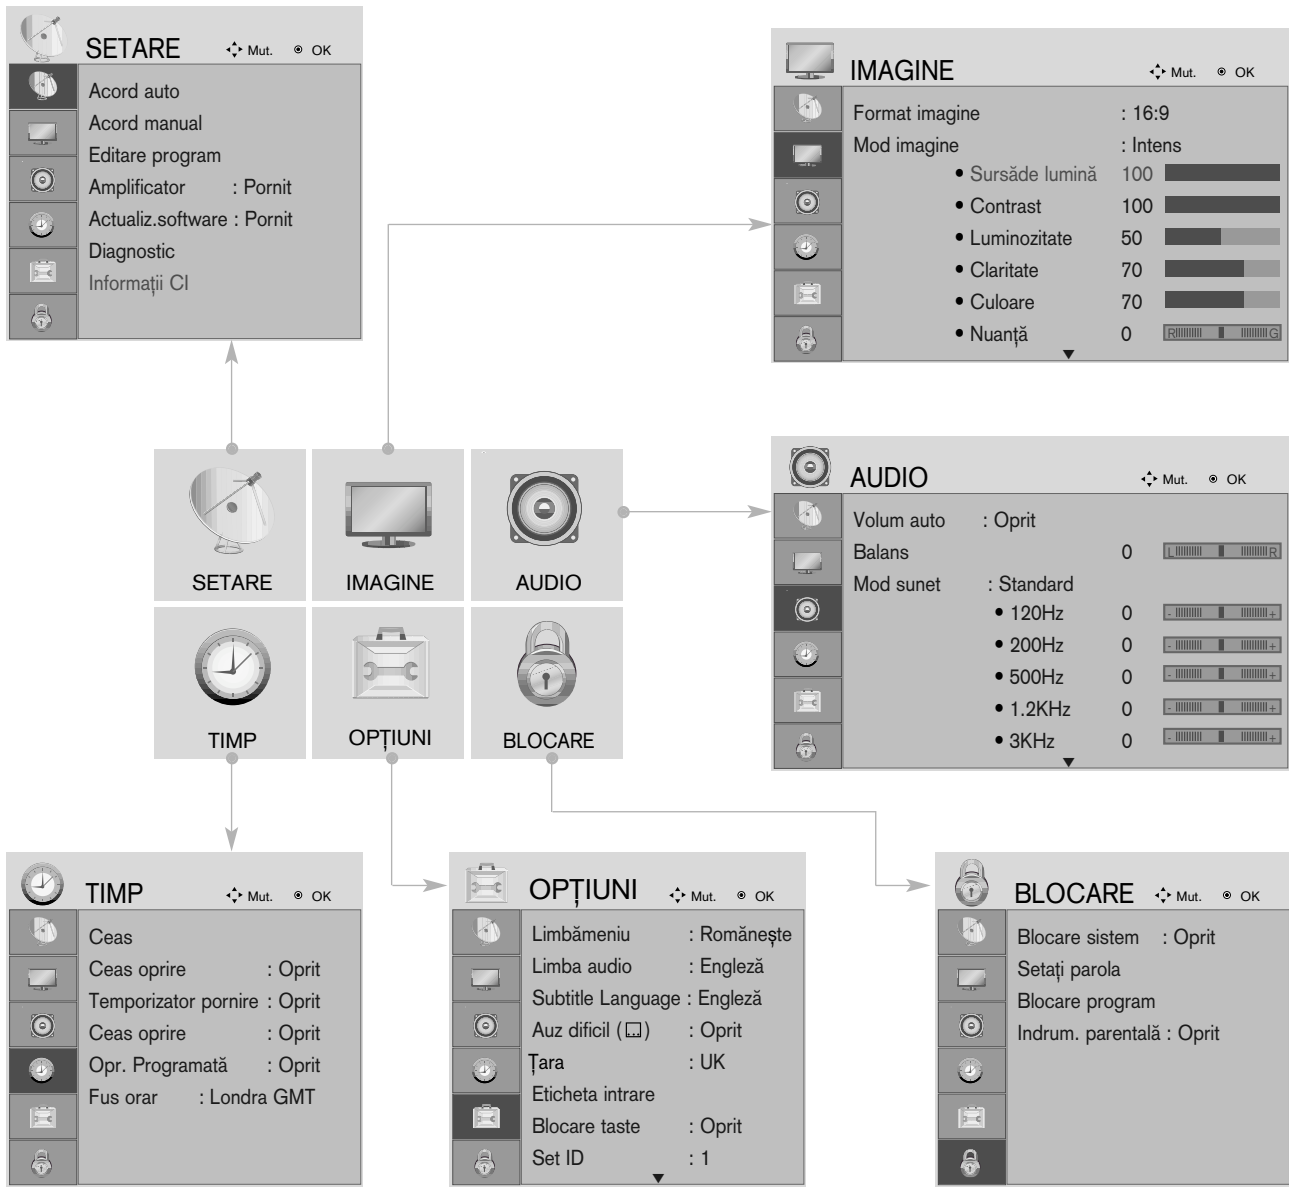 SETARE Mut. OK
Acord auto
Acord manual
Editare program
Amplificator : Pornit
Actualiz.software : Pornit
Diagnostic
Informații CI
IMAGINE Mut. OK
Format imagine : 16:9
Mod imagine : Intens
• Sursăde lumină 100
• Contrast 100
• Luminozitate 50
• Claritate 70
• Culoare 70
• Nuanță 0 R G
SETARE
IMAGINE
AUDIO
TIMP
OPȚIUNI
BLOCARE
AUDIO Mut. OK
Volum auto : Oprit
Balans 0 L R
Mod sunet : Standard
• 120Hz 0 - +
• 200Hz 0 - +
• 500Hz 0 - +
• 1.2KHz 0 - +
• 3KHz 0 - +
TIMP Mut. OK
Ceas
Ceas oprire : Oprit
Temporizator pornire : Oprit
Ceas oprire : Oprit
Opr. Programată : Oprit
Fus orar : Londra GMT
OPȚIUNI Mut. OK
Limbămeniu : Romănește
Limba audio : Engleză
Subtitle Language : Engleză
Auz dificil ( ) : Oprit
Țara : UK
Eticheta intrare
Blocare taste : Oprit
Set ID : 1
BLOCARE Mut. OK
Blocare sistem : Oprit
Setați parola
Blocare program
Indrum. parentală : Oprit